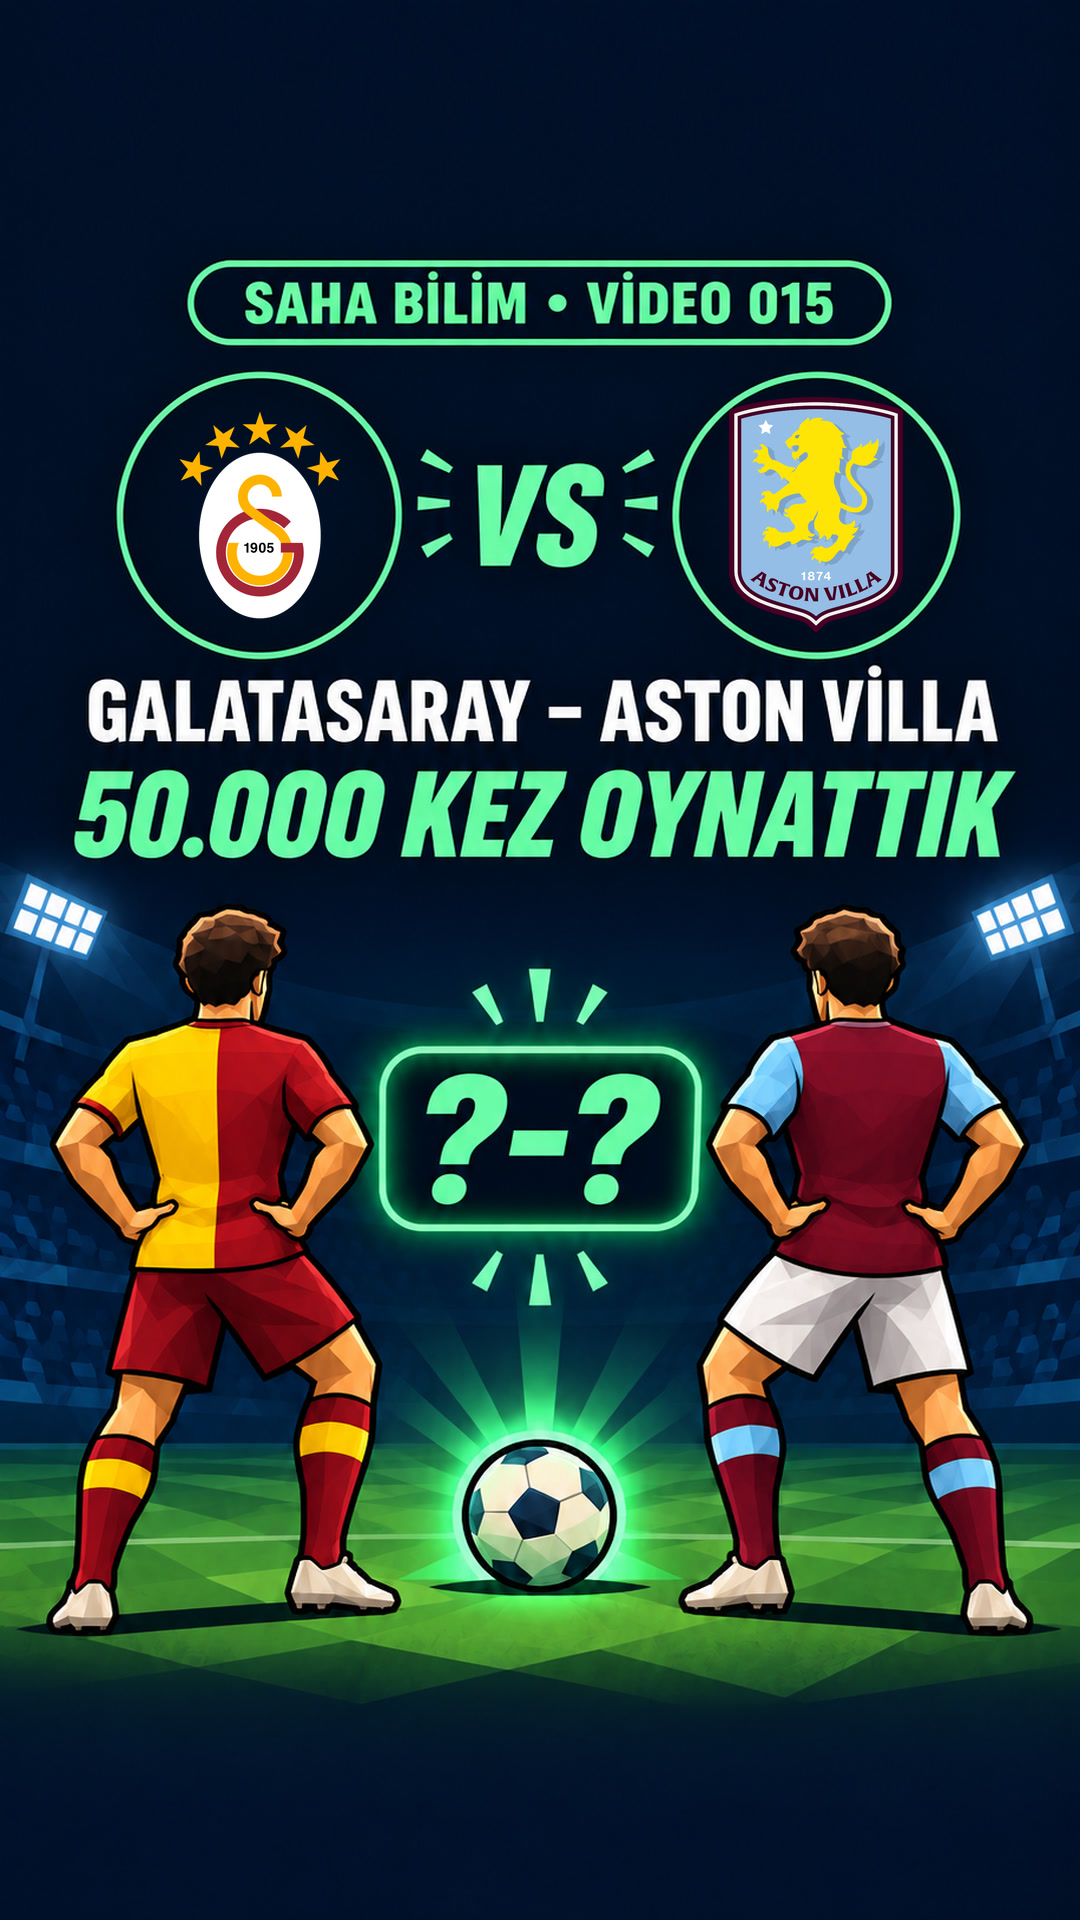 SAHA BİLİM • VİDEO 015
1905
VS
1874
ASTON VILLA
GALATASARAY – ASTON VİLLA
50.000 KEZ OYNATTIK
?-?